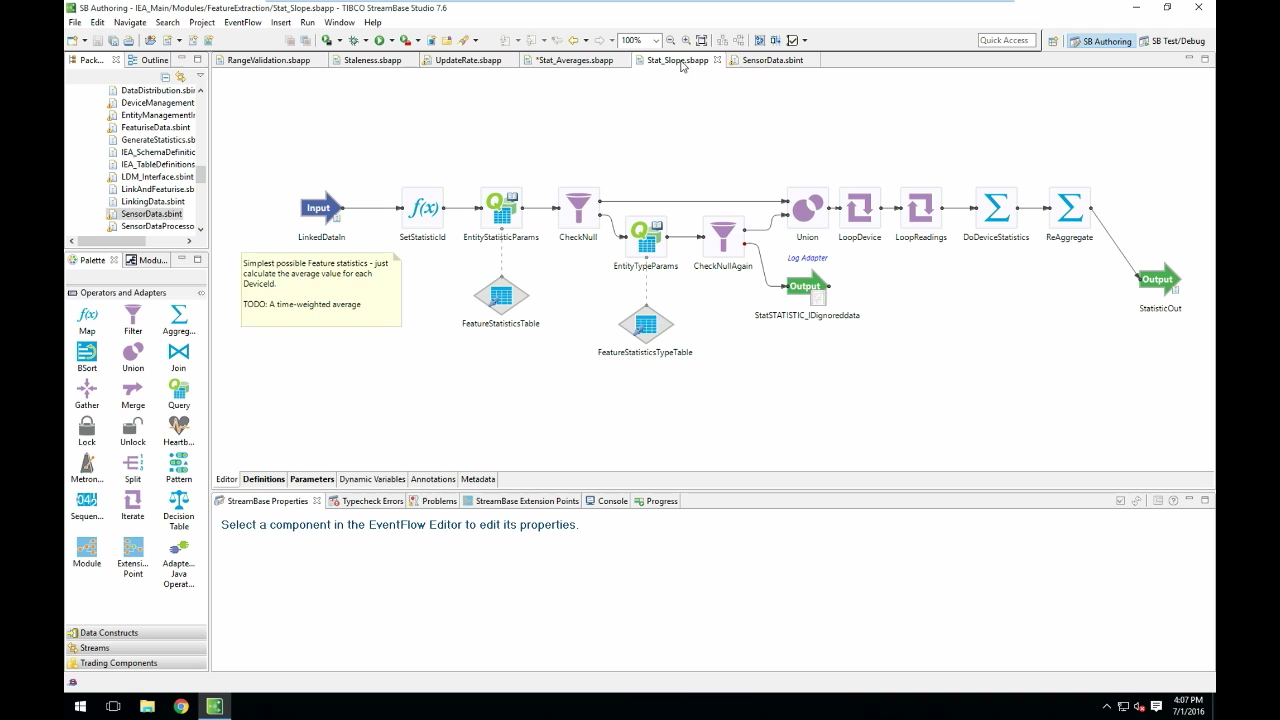 SB Authoring - IEA_Main/Modules/FeatureExtraction/Stat_Slope.sbapp - TIBCO StreamBase Studio 7.6
File Edit Navigate Search Project EventFlow Insert Run Window Help
100%
Quick Access
SB Authoring
SB Test/Debug
Pack...
Outline
RangeValidation.sbapp
Staleness.sbapp
UpdateRate.sbapp
*Stat_Averages.sbapp
Stat_Slope.sbapp
SensorData.sbint
DataDistribution.sbin
DeviceManagement
EntityManagementIn
FeaturiseData.sbint
GenerateStatistics.sb
IEA_SchemaDefinitic
IEA_TableDefinitions
LDM_Interface.sbint
LinkAndFeaturise.sb
LinkingData.sbint
SensorData.sbint
SensorDataProcesso
Palette
Modu...
Operators and Adapters
f(x)
Map
Filter
Aggreg...
BSort
Union
Join
Gather
Merge
Query
Lock
Unlock
Heartb...
Metron...
Split
Pattern
Sequen...
Iterate
Decision
Table
Module
Extensi...
Point
Adapte...
Java
Operat...
Data Constructs
Streams
Trading Components
Input
LinkedDataIn
f(x)
SetStatisticId
EntityStatisticParams
CheckNull
EntityTypeParams
CheckNullAgain
Union
LoopDevice
LoopReadings
DoDeviceStatistics
ReAggregate
Log Adapter
Output
StatSTATISTIC_IDignoreddata
Output
StatisticOut
Simplest possible Feature statistics - just
calculate the average value for each
DeviceId.
TODO: A time-weighted average
FeatureStatisticsTable
FeatureStatisticsTypeTable
Editor Definitions Parameters Dynamic Variables Annotations Metadata
StreamBase Properties
Typecheck Errors
Problems
StreamBase Extension Points
Console
Progress
Select a component in the EventFlow Editor to edit its properties.
4:07 PM
7/1/2016